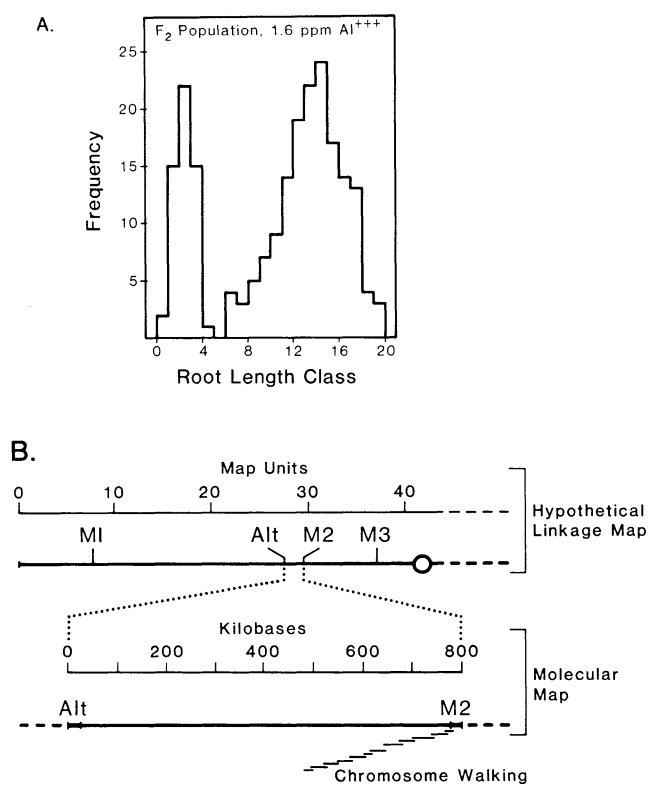 A.
F2 Population, 1.6 ppm Al+++
25
20
15
10
5
Frequency
0 4 8 12 16 20
Root Length Class
B.
Map Units
0 10 20 30 40
Hypothetical
Linkage Map
MI Alt M2 M3
Kilobases
0 200 400 600 800
Molecular
Map
Alt M2
Chromosome Walking